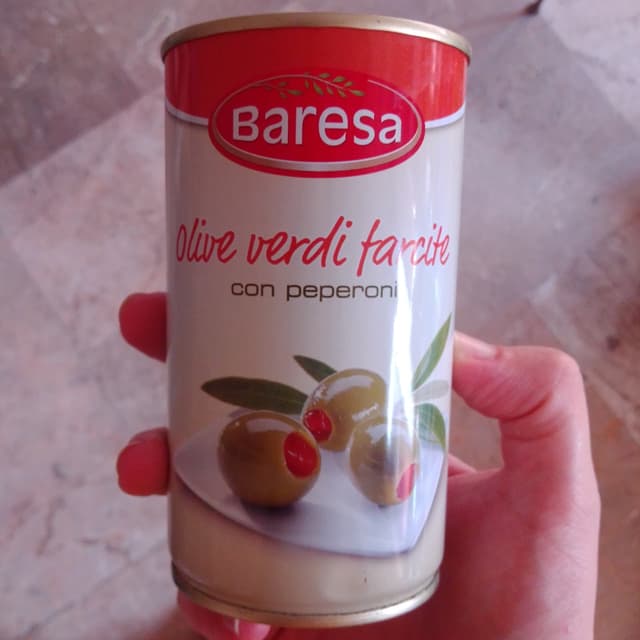 Baresa
Olive verdi farcite
con peperoni